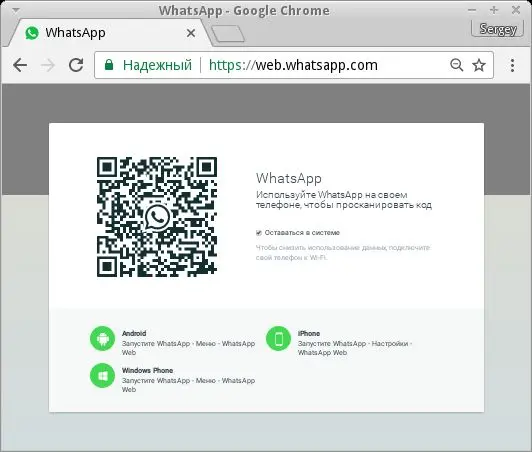 WhatsApp - Google Chrome
WhatsApp
Sergey
Надежный
https://web.whatsapp.com
WhatsApp
Используйте WhatsApp на своем
телефоне, чтобы просканировать код
Оставаться в системе
Чтобы снизить использование данных, подключите
свой телефон к Wi-Fi.
Android
Запустите WhatsApp - Меню - WhatsApp
Web
iPhone
Запустите WhatsApp - Настройки -
WhatsApp Web
Windows Phone
Запустите WhatsApp - Меню - WhatsApp
Web